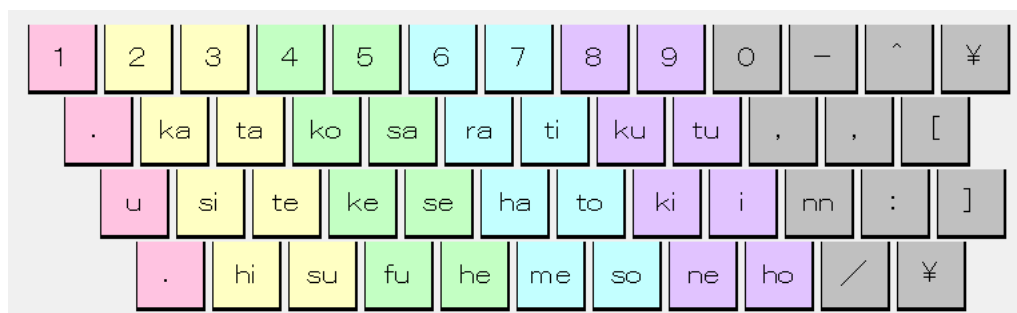 1 2 3 4 5 6 7 8 9 0 - ^ ¥
. ka ta ko sa ra ti ku tu , , [
u si te ke se ha to ki i nn : ]
. hi su fu he me so ne ho / ¥